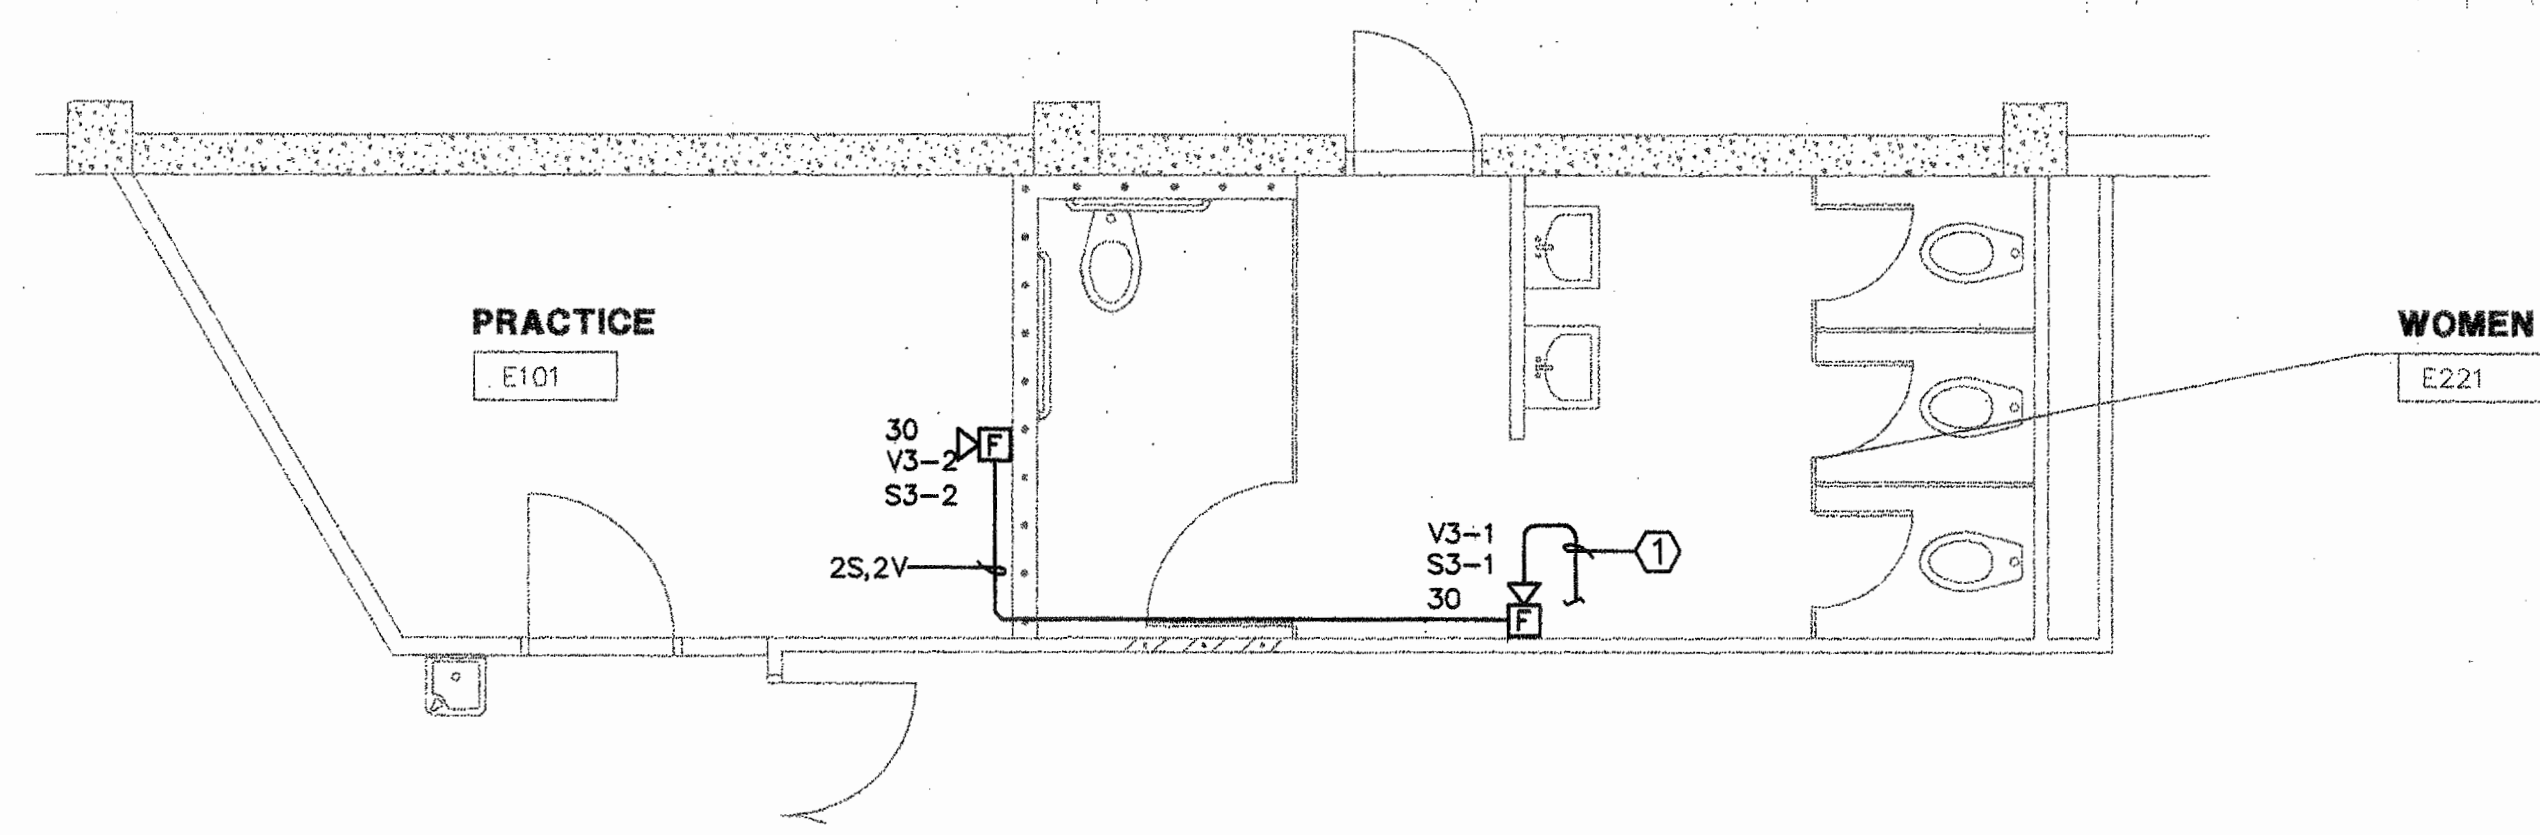 PRACTICE
E101
WOMEN
E221
30
V3-2
S3-2
F
2S,2V
V3-1
S3-1
30
F
1